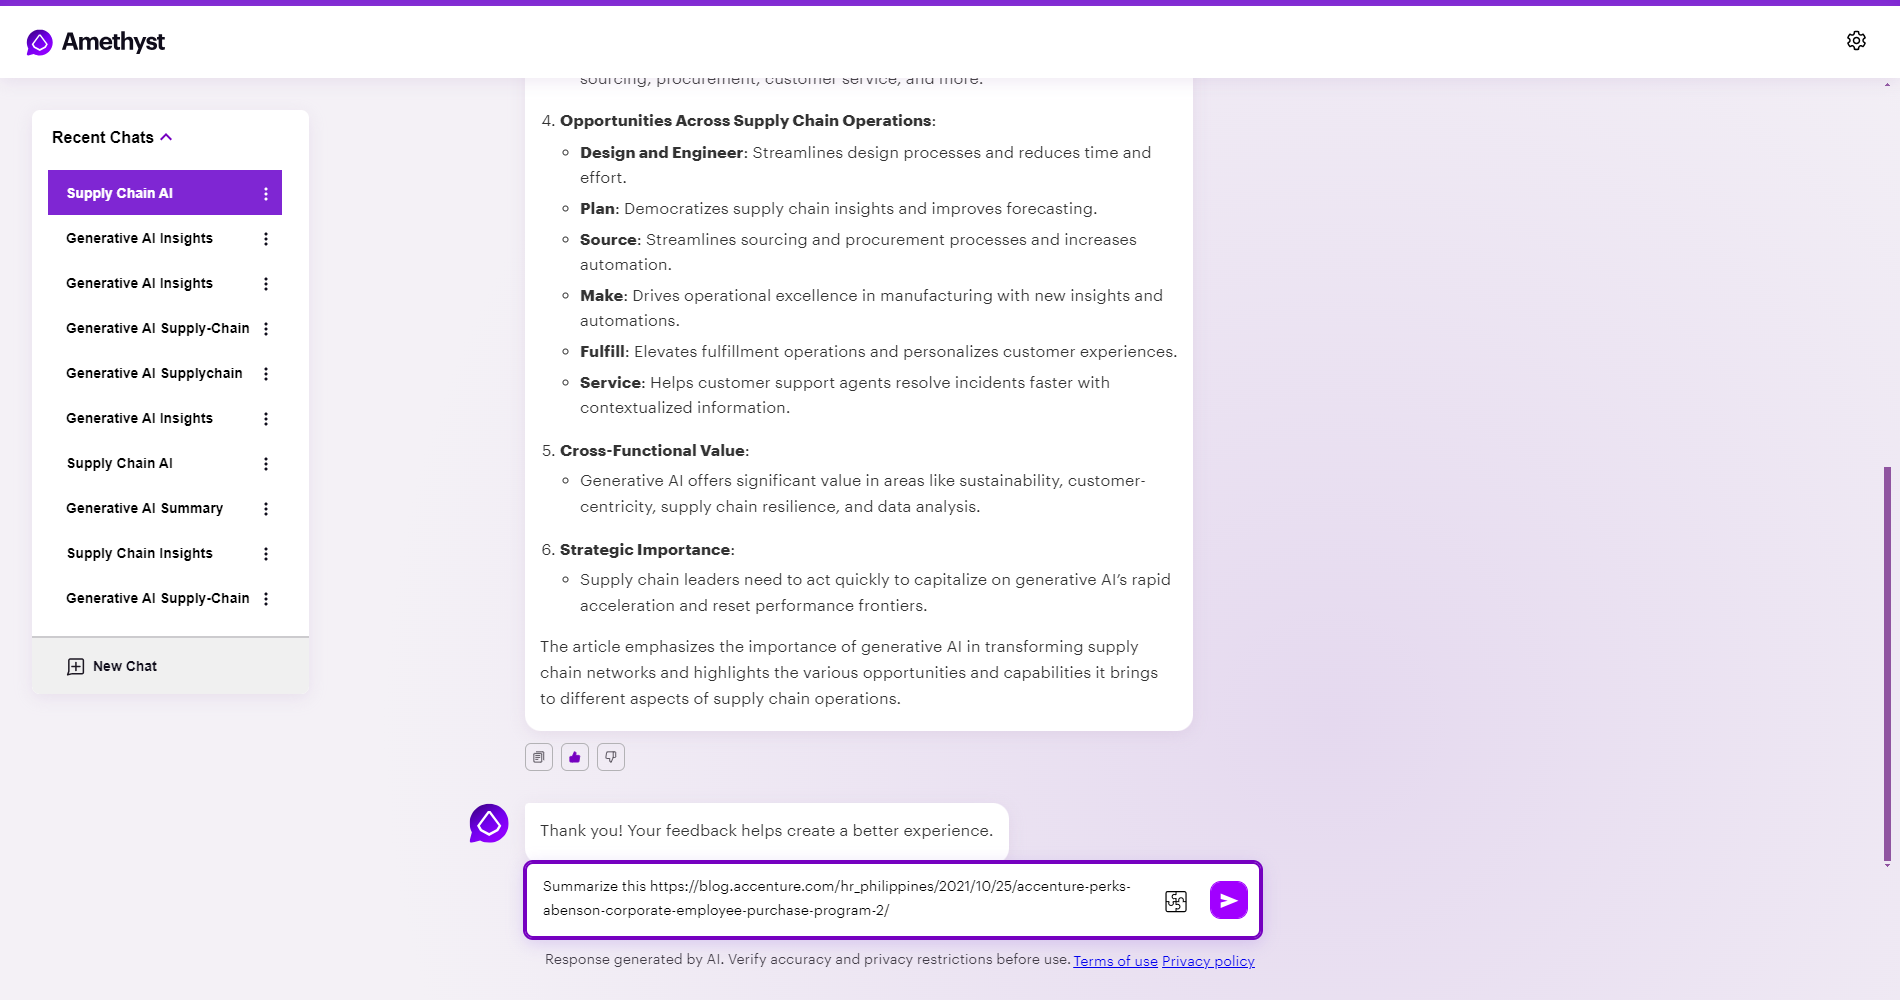 Amethyst
Recent Chats
Supply Chain AI
Generative AI Insights
Generative AI Insights
Generative AI Supply-Chain
Generative AI Supplychain
Generative AI Insights
Supply Chain AI
Generative AI Summary
Supply Chain Insights
Generative AI Supply-Chain
New Chat
sourcing, procurement, customer service, and more.
4. Opportunities Across Supply Chain Operations:
Design and Engineer: Streamlines design processes and reduces time and
effort.
Plan: Democratizes supply chain insights and improves forecasting.
Source: Streamlines sourcing and procurement processes and increases
automation.
Make: Drives operational excellence in manufacturing with new insights and
automations.
Fulfill: Elevates fulfillment operations and personalizes customer experiences.
Service: Helps customer support agents resolve incidents faster with
contextualized information.
5. Cross-Functional Value:
Generative AI offers significant value in areas like sustainability, customer-
centricity, supply chain resilience, and data analysis.
6. Strategic Importance:
Supply chain leaders need to act quickly to capitalize on generative AI’s rapid
acceleration and reset performance frontiers.
The article emphasizes the importance of generative AI in transforming supply
chain networks and highlights the various opportunities and capabilities it brings
to different aspects of supply chain operations.
Thank you! Your feedback helps create a better experience.
Summarize this https://blog.accenture.com/hr_philippines/2021/10/25/accenture-perks-
abenson-corporate-employee-purchase-program-2/
Response generated by AI. Verify accuracy and privacy restrictions before use. Terms of use Privacy policy